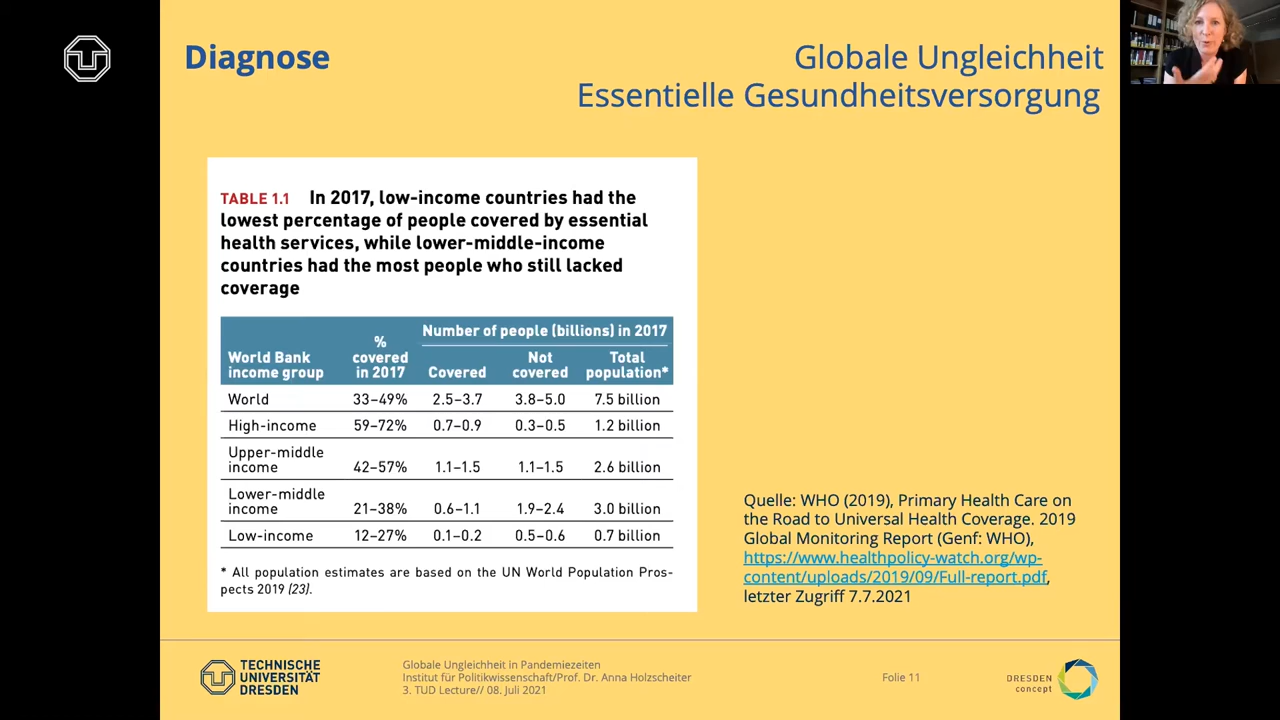 Diagnose
Globale Ungleichheit
Essentielle Gesundheitsversorgung
TABLE 1.1 In 2017, low-income countries had the
lowest percentage of people covered by essential
health services, while lower-middle-income
countries had the most people who still lacked
coverage
Number of people (billions) in 2017
World Bank income group % covered in 2017 Covered Not covered Total population*
World 33–49% 2.5–3.7 3.8–5.0 7.5 billion
High-income 59–72% 0.7–0.9 0.3–0.5 1.2 billion
Upper-middle
income 42–57% 1.1–1.5 1.1–1.5 2.6 billion
Lower-middle
income 21–38% 0.6–1.1 1.9–2.4 3.0 billion
Low-income 12–27% 0.1–0.2 0.5–0.6 0.7 billion
* All population estimates are based on the UN World Population Pros-
pects 2019 (23).
Quelle: WHO (2019), Primary Health Care on
the Road to Universal Health Coverage. 2019
Global Monitoring Report (Genf: WHO),
https://www.healthpolicy-watch.org/wp-
content/uploads/2019/09/Full-report.pdf,
letzter Zugriff 7.7.2021
TECHNISCHE
UNIVERSITÄT
DRESDEN
Globale Ungleichheit in Pandemiezeiten
Institut für Politikwissenschaft/Prof. Dr. Anna Holzscheiter
3. TUD Lecture// 08. Juli 2021
Folie 11
DRESDEN
concept